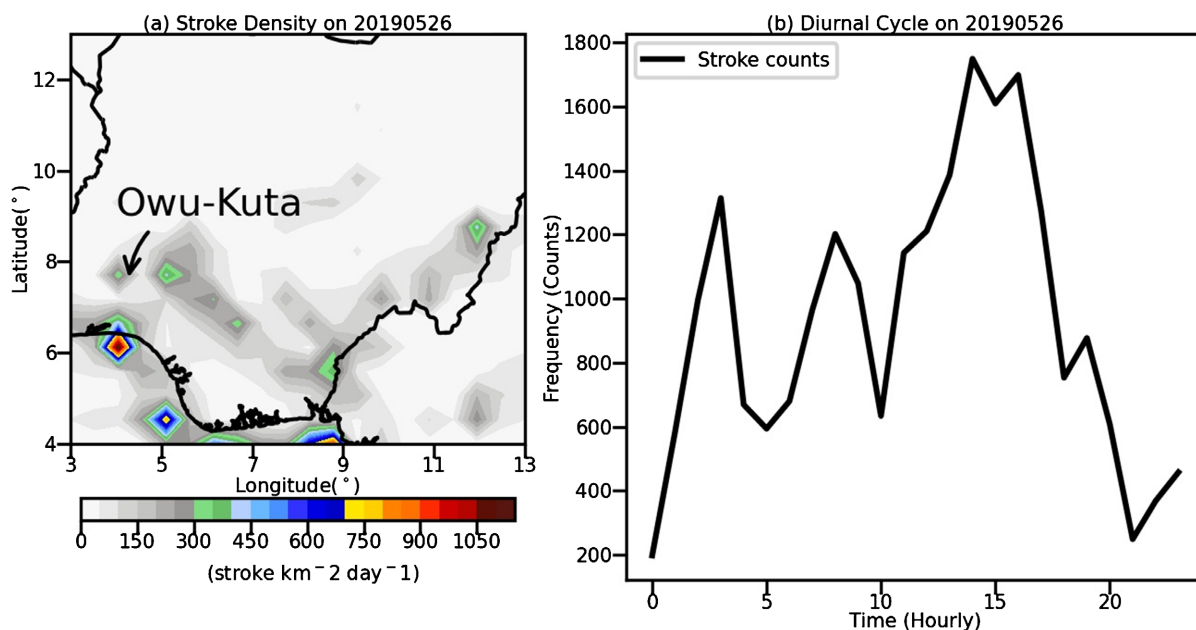 (a) Stroke Density on 20190526
12
10
8
6
4
Latitude(°)
Owu-Kuta
3 5 7 9 11 13
Longitude(°)
0 150 300 450 600 750 900 1050
(stroke km⁻2 day⁻1)
(b) Diurnal Cycle on 20190526
Stroke counts
1800
1600
1400
1200
1000
800
600
400
200
Frequency (Counts)
0 5 10 15 20
Time (Hourly)